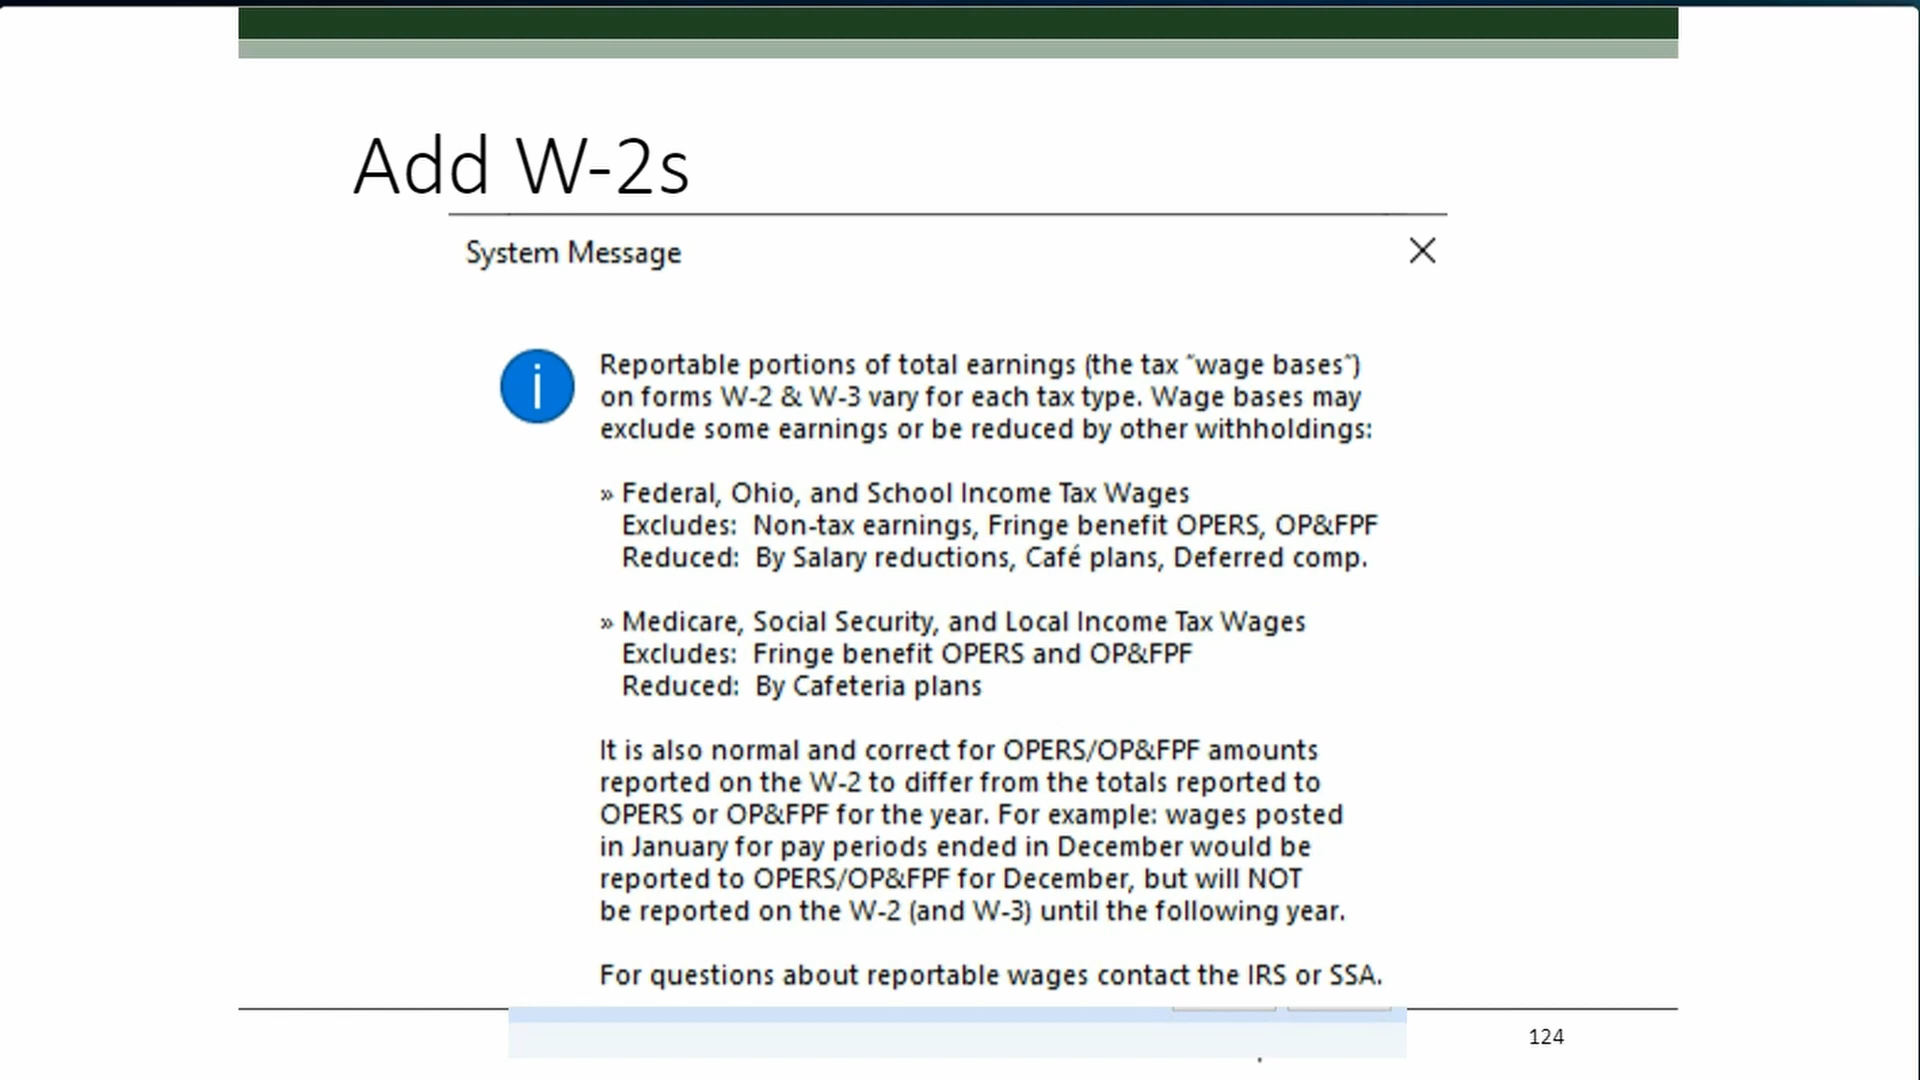 Add W-2s
System Message
Reportable portions of total earnings (the tax "wage bases")
on forms W-2 & W-3 vary for each tax type. Wage bases may
exclude some earnings or be reduced by other withholdings:
» Federal, Ohio, and School Income Tax Wages
Excludes: Non-tax earnings, Fringe benefit OPERS, OP&FPF
Reduced: By Salary reductions, Café plans, Deferred comp.
» Medicare, Social Security, and Local Income Tax Wages
Excludes: Fringe benefit OPERS and OP&FPF
Reduced: By Cafeteria plans
It is also normal and correct for OPERS/OP&FPF amounts
reported on the W-2 to differ from the totals reported to
OPERS or OP&FPF for the year. For example: wages posted
in January for pay periods ended in December would be
reported to OPERS/OP&FPF for December, but will NOT
be reported on the W-2 (and W-3) until the following year.
For questions about reportable wages contact the IRS or SSA.
124